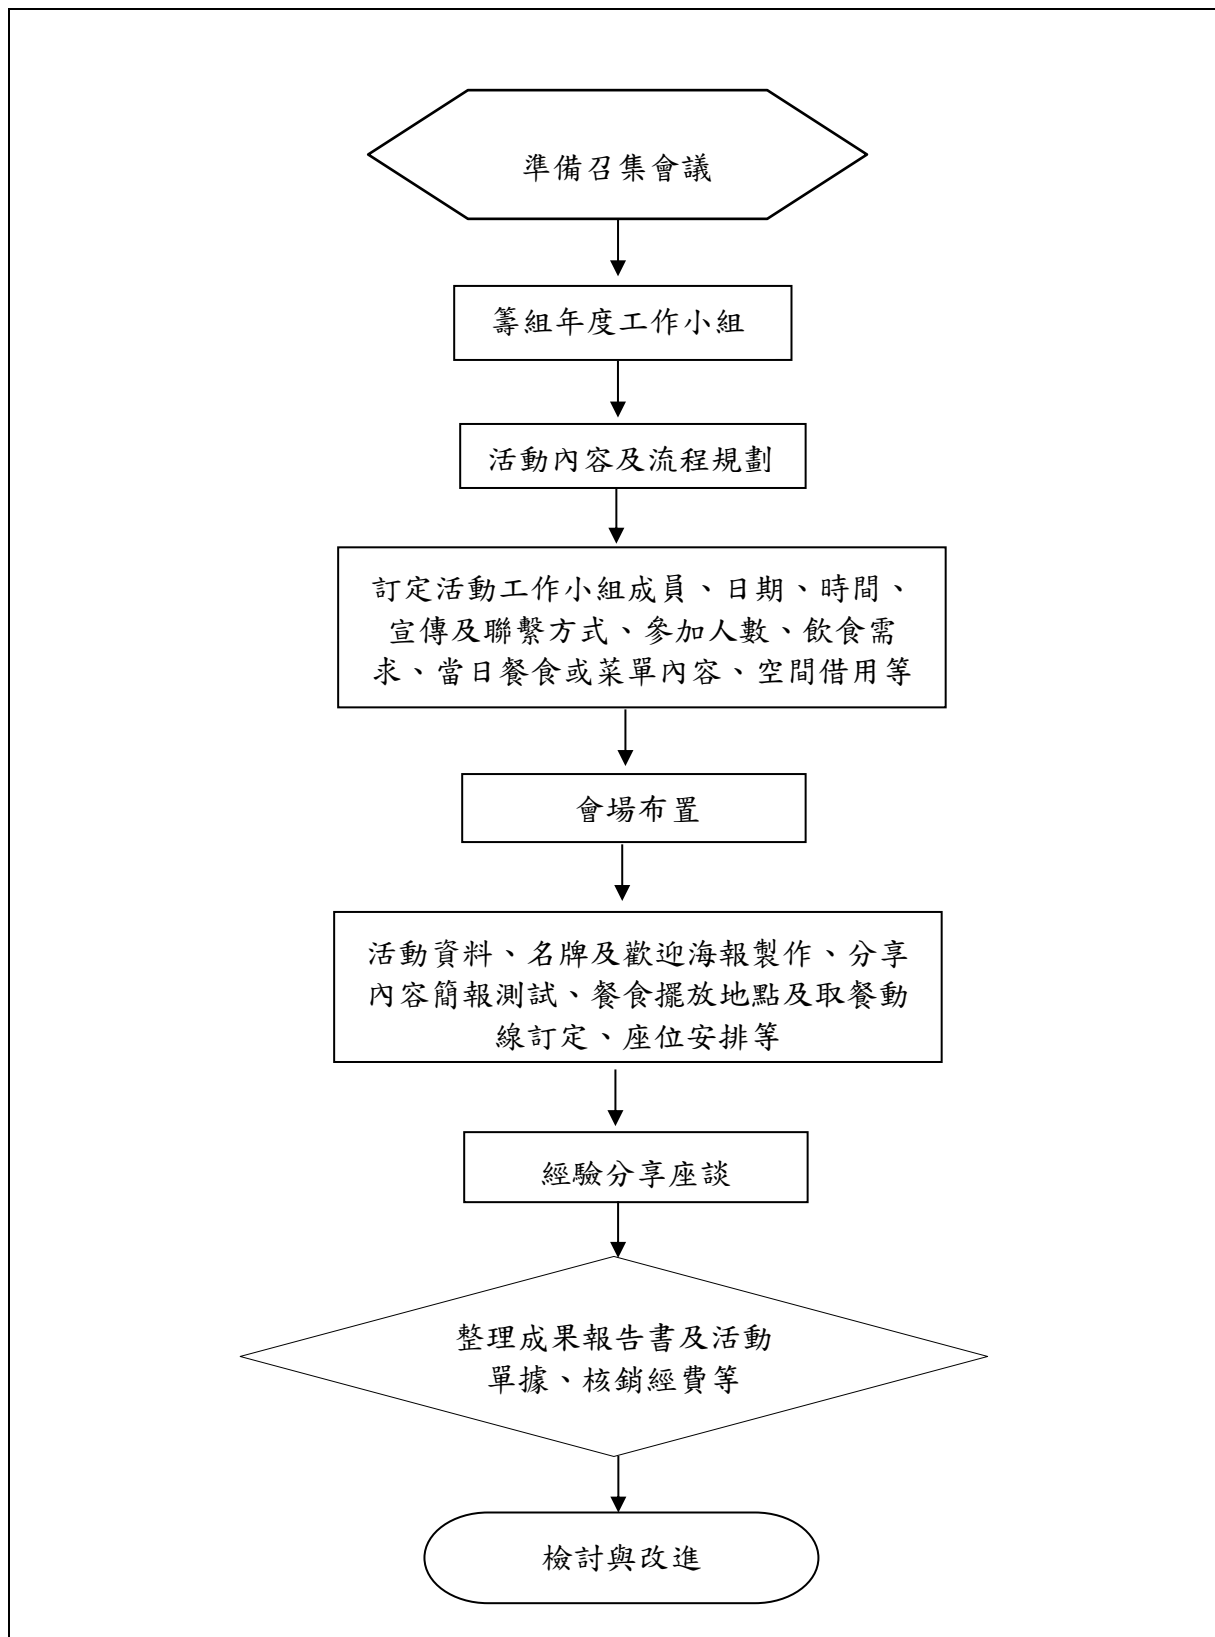 準備召集會議
籌組年度工作小組
活動內容及流程規劃
訂定活動工作小組成員、日期、時間、
宣傳及聯繫方式、參加人數、飲食需
求、當日餐食或菜單內容、空間借用等
會場布置
活動資料、名牌及歡迎海報製作、分享
內容簡報測試、餐食擺放地點及取餐動
線訂定、座位安排等
經驗分享座談
整理成果報告書及活動
單據、核銷經費等
檢討與改進